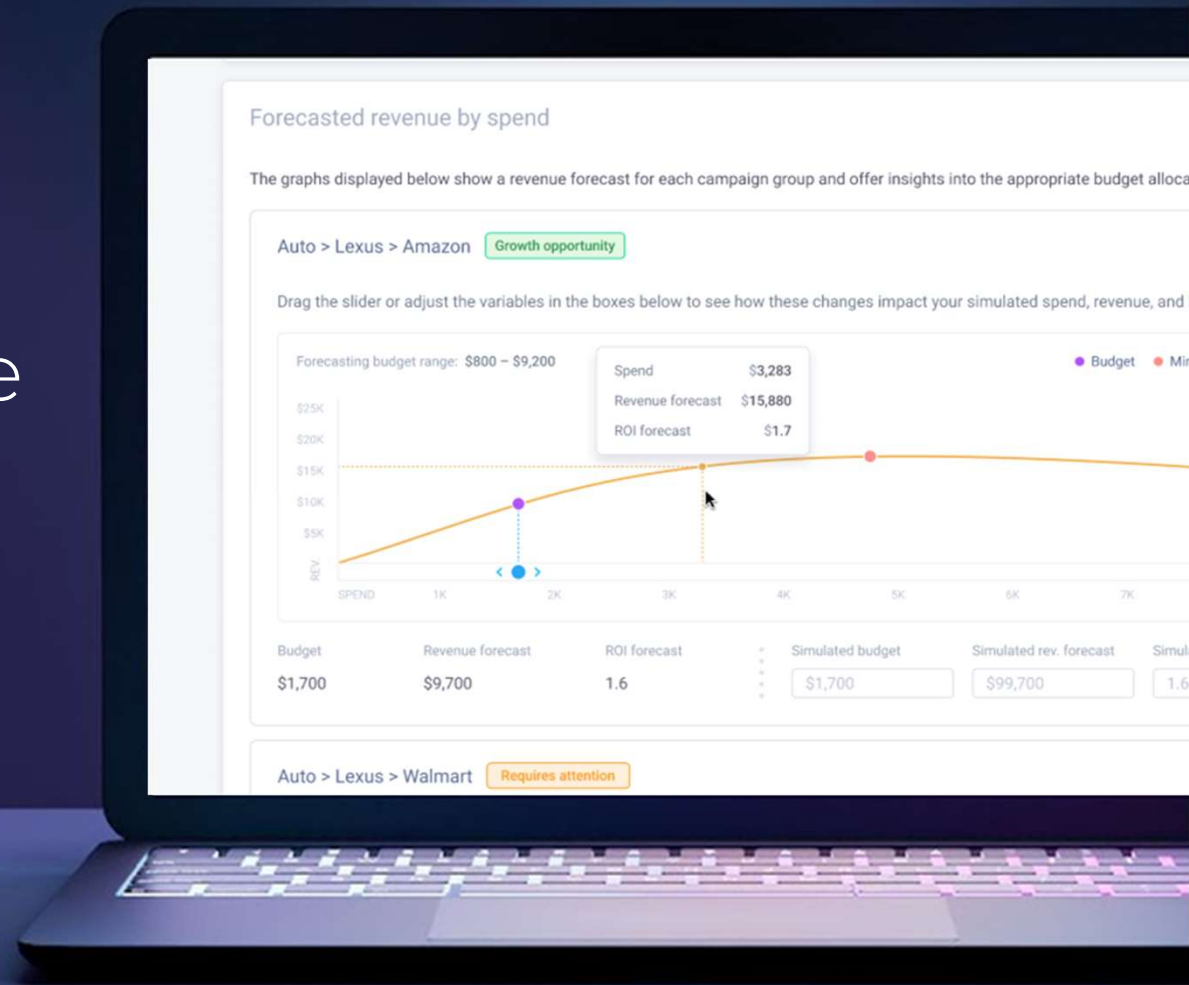 e
Forecasted revenue by spend
The graphs displayed below show a revenue forecast for each campaign group and offer insights into the appropriate budget alloca
Auto > Lexus > Amazon Growth opportunity
Drag the slider or adjust the variables in the boxes below to see how these changes impact your simulated spend, revenue, and
Forecasting budget range: $800 – $9,200
Budget Min
Spend $3,283
Revenue forecast $15,880
ROI forecast $1.7
$25K
$20K
$15K
$10K
$5K
REV.
SPEND 1K 2K 3K 4K 5K 6K 7K
Budget Revenue forecast ROI forecast Simulated budget Simulated rev. forecast Simula
$1,700 $9,700 1.6 $1,700 $99,700 1.6
Auto > Lexus > Walmart Requires attention